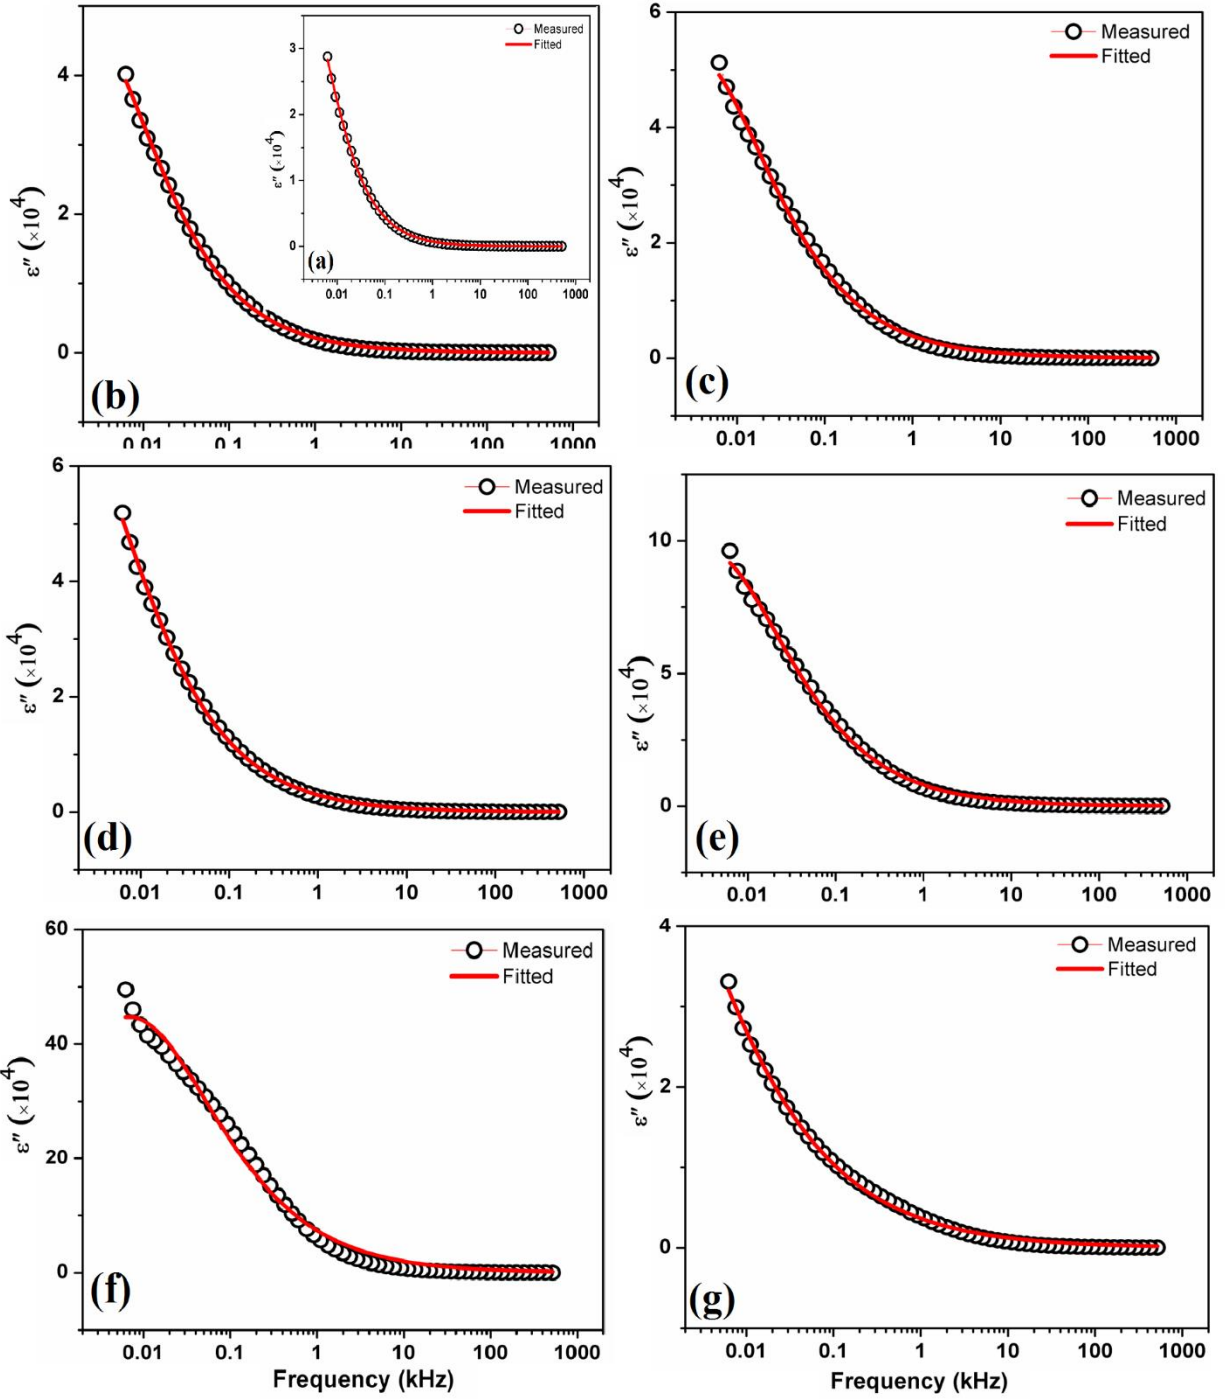 Measured
Fitted
3
2
1
0
ε″ (×10⁴)
(a)
0.01 0.1 1 10 100 1000
4
2
0
ε″ (×10⁴)
(b)
0.01 0.1 1 10 100 1000
Measured
Fitted
6
4
2
0
ε″ (×10⁴)
(c)
0.01 0.1 1 10 100 1000
Measured
Fitted
6
4
2
0
ε″ (×10⁴)
(d)
0.01 0.1 1 10 100 1000
Measured
Fitted
10
5
0
ε″ (×10⁴)
(e)
0.01 0.1 1 10 100 1000
Measured
Fitted
60
40
20
0
ε″ (×10⁴)
(f)
0.01 0.1 1 10 100 1000
Frequency (kHz)
Measured
Fitted
4
2
0
ε″ (×10⁴)
(g)
0.01 0.1 1 10 100 1000
Frequency (kHz)